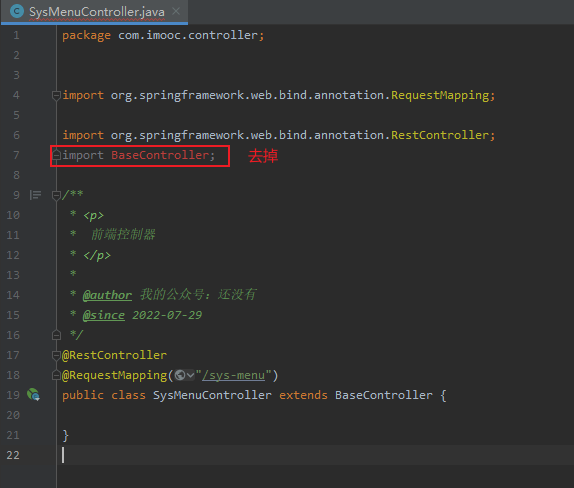 SysMenuController.java
1 package com.imooc.controller;
2
3
4 import org.springframework.web.bind.annotation.RequestMapping;
5
6 import org.springframework.web.bind.annotation.RestController;
7 import BaseController; 去掉
8
9 /**
10 * <p>
11 * 前端控制器
12 * </p>
13 *
14 * @author 我的公众号：还没有
15 * @since 2022-07-29
16 */
17 @RestController
18 @RequestMapping("/sys-menu")
19 public class SysMenuController extends BaseController {
20
21 }
22